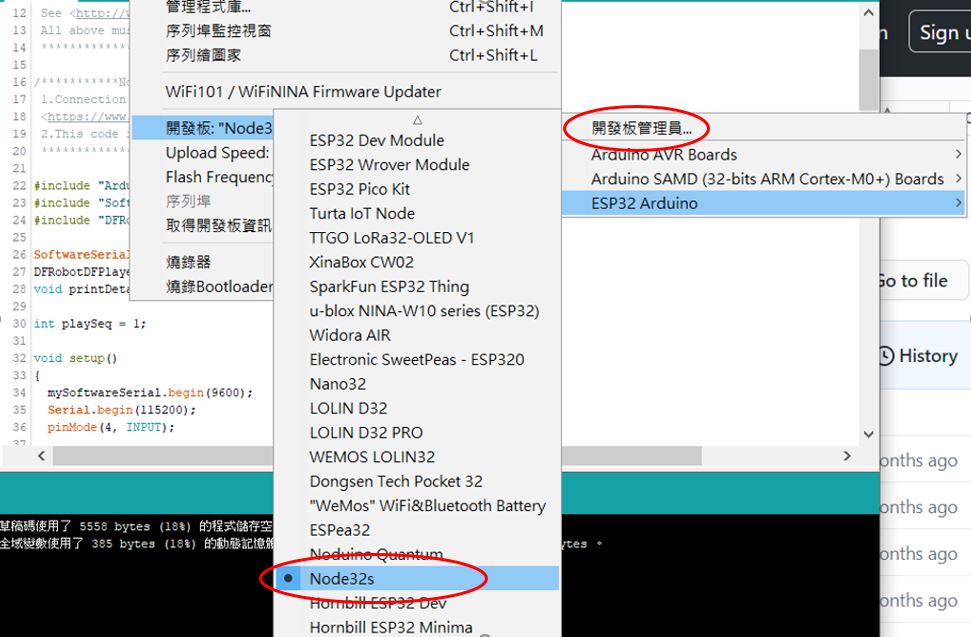 12 See <http://w
13 All above mus
14 **************
15
16 /***********No
17 1.Connection
18 <https://www.
19 2.This code
20 **************
21
22 #include "Ardu
23 #include "Soft
24 #include "DFRo
25
26 SoftwareSerial
27 DFRobotDFPlaye
28 void printDeta
29
30 int playSeq = 1;
31
32 void setup()
33 {
34 mySoftwareSerial.begin(9600);
35 Serial.begin(115200);
36 pinMode(4, INPUT);
37
管理程式庫... Ctrl+Shift+I
序列埠監控視窗 Ctrl+Shift+M
序列繪圖家 Ctrl+Shift+L
WiFi101 / WiFiNINA Firmware Updater
開發板: "Node3
Upload Speed:
Flash Frequency
序列埠
取得開發板資訊
燒錄器
燒錄Bootloader
ESP32 Dev Module
ESP32 Wrover Module
ESP32 Pico Kit
Turta IoT Node
TTGO LoRa32-OLED V1
XinaBox CW02
SparkFun ESP32 Thing
u-blox NINA-W10 series (ESP32)
Widora AIR
Electronic SweetPeas - ESP320
Nano32
LOLIN D32
LOLIN D32 PRO
WEMOS LOLIN32
Dongsen Tech Pocket 32
"WeMos" WiFi&Bluetooth Battery
ESPea32
Noduino Quantum
Node32s
Hornbill ESP32 Dev
Hornbill ESP32 Minima
開發板管理員...
Arduino AVR Boards
Arduino SAMD (32-bits ARM Cortex-M0+) Boards
ESP32 Arduino
n
Sign u
Go to file
History
onths ago
onths ago
onths ago
onths ago
草稿碼使用了 5558 bytes (18%) 的程式儲存空
全域變數使用了 385 bytes (18%) 的動態記憶體 ytes 。